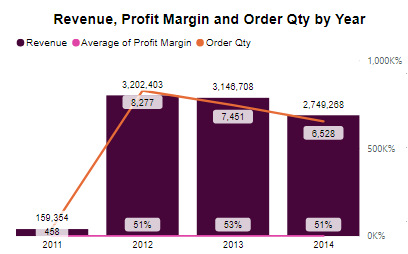 Revenue, Profit Margin and Order Qty by Year
Revenue Average of Profit Margin Order Qty
1,000K%
3,202,403
3,146,708
8,277
2,749,268
7,461
6,528
500K%
159,354
468
51%
53%
51%
0K%
2011 2012 2013 2014